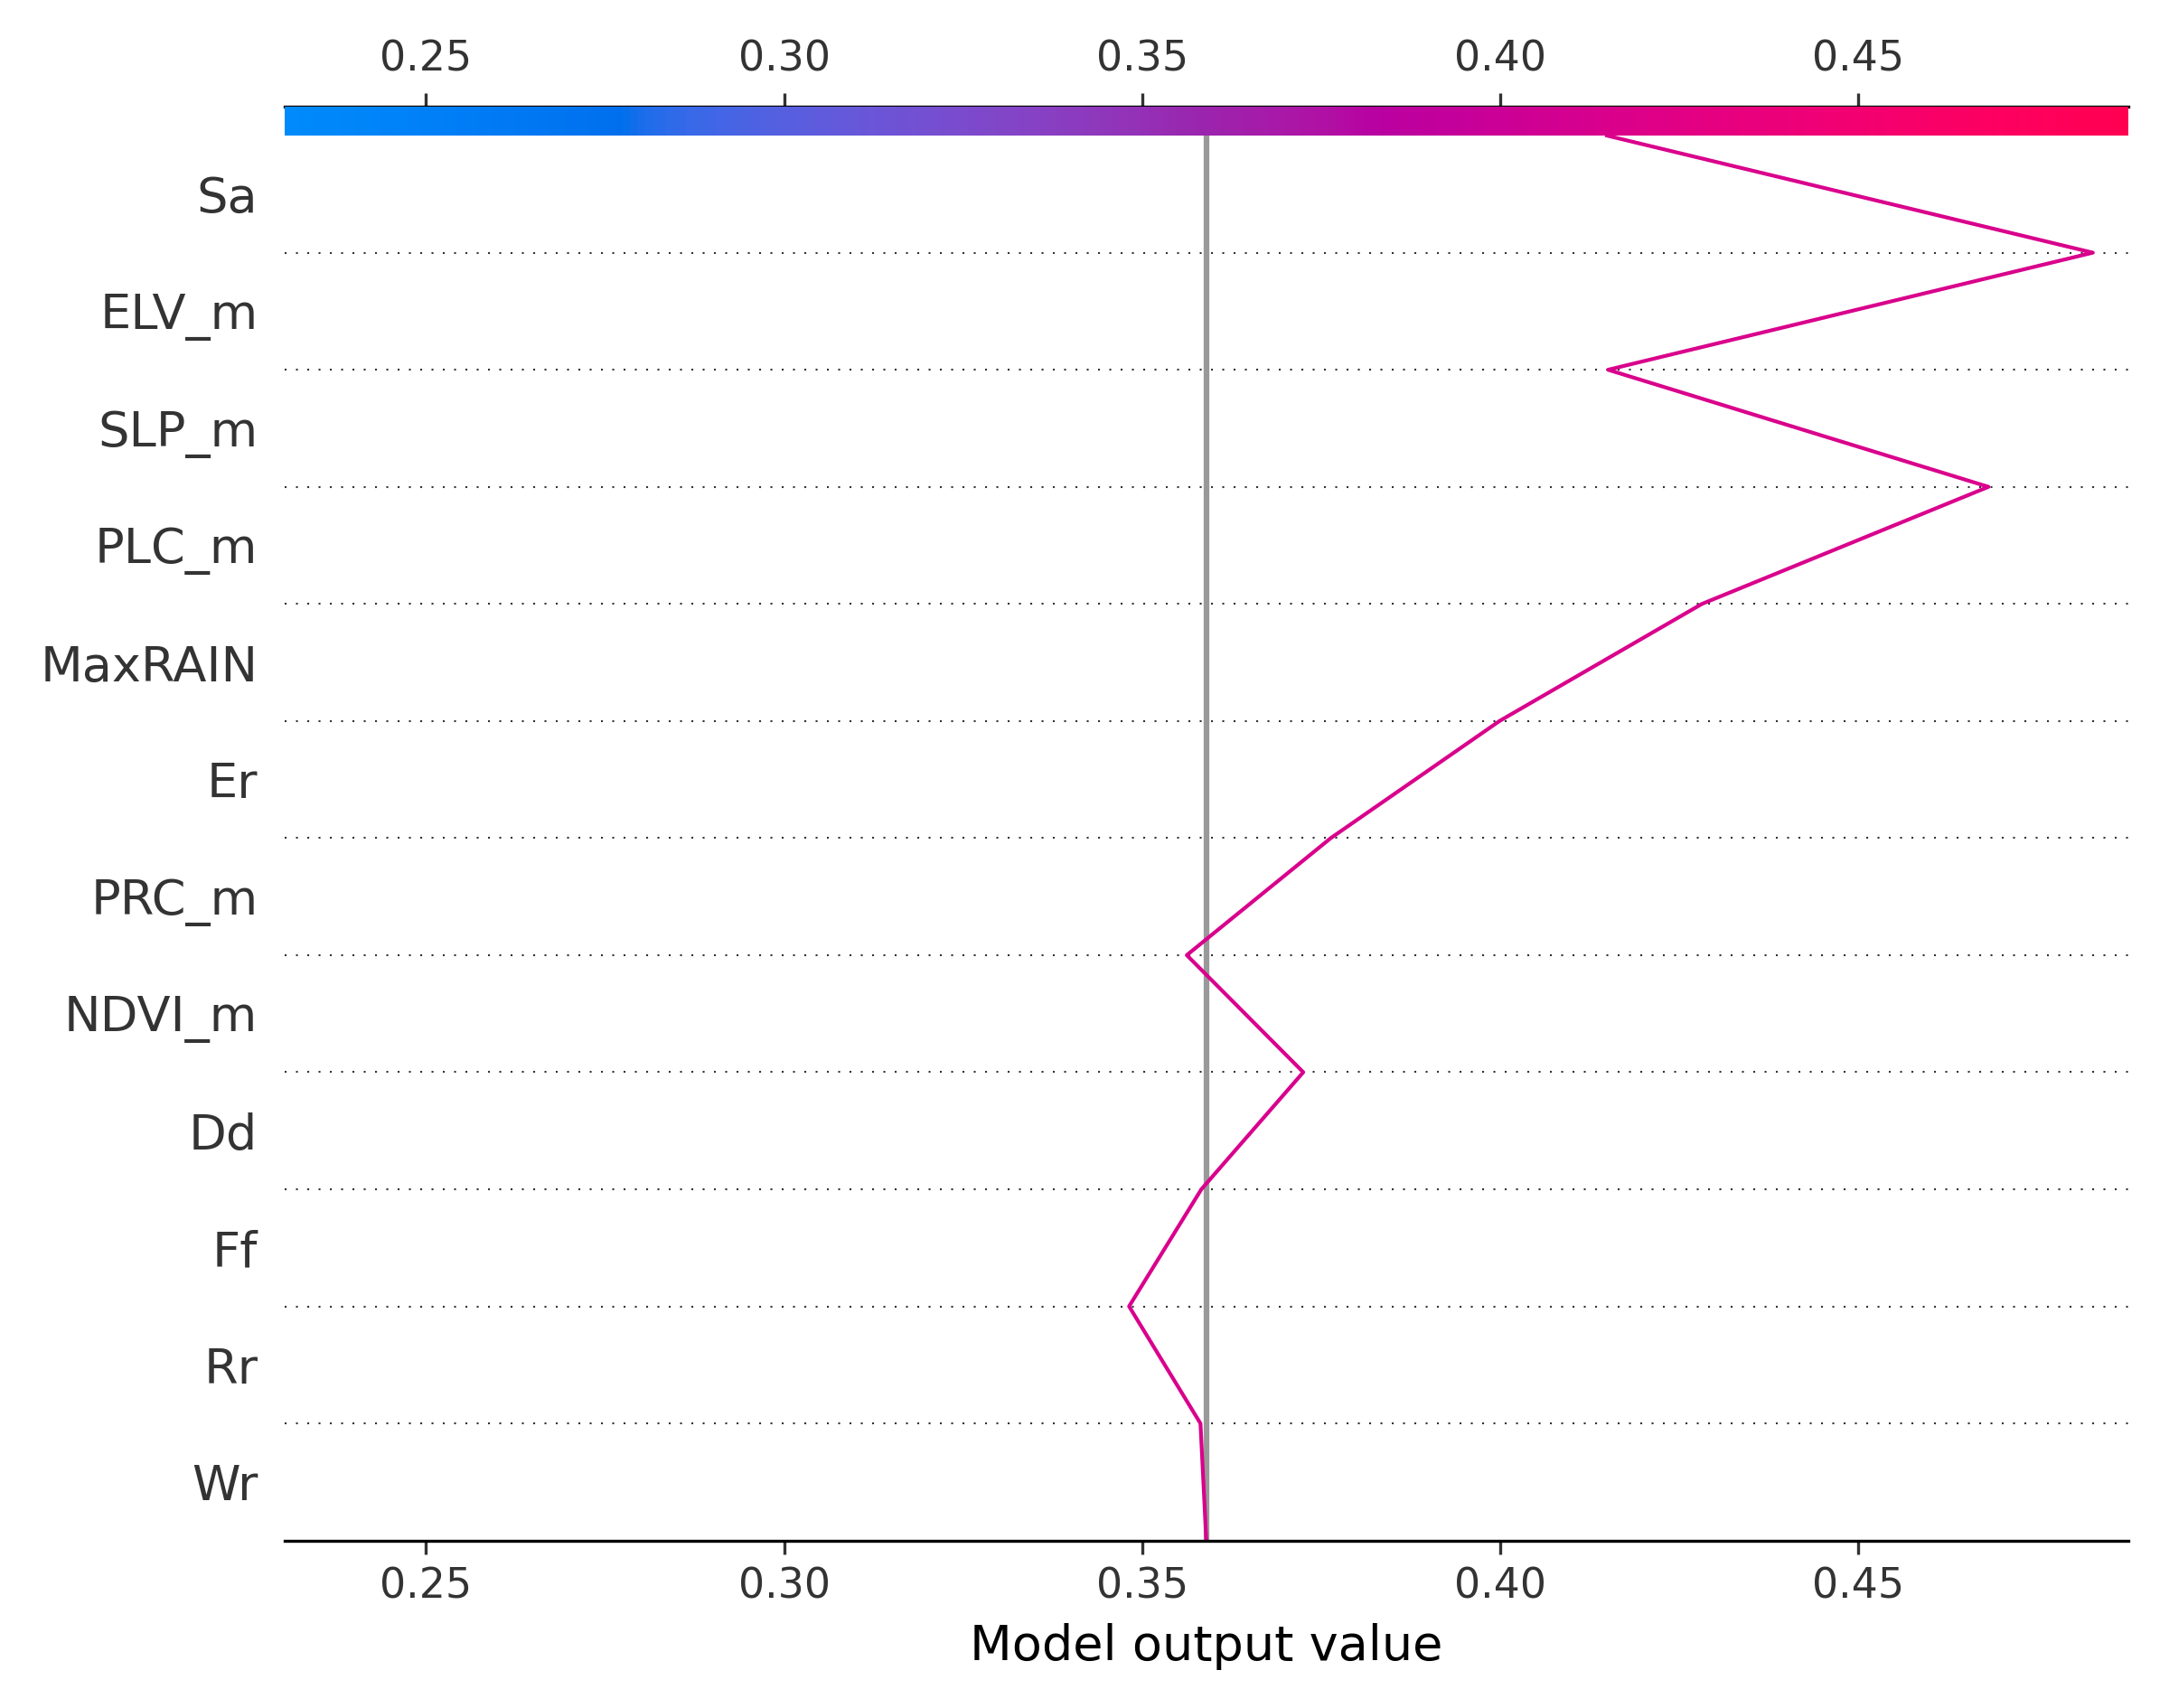 0.25 0.30 0.35 0.40 0.45
Sa
ELV_m
SLP_m
PLC_m
MaxRAIN
Er
PRC_m
NDVI_m
Dd
Ff
Rr
Wr
0.25 0.30 0.35 0.40 0.45
Model output value